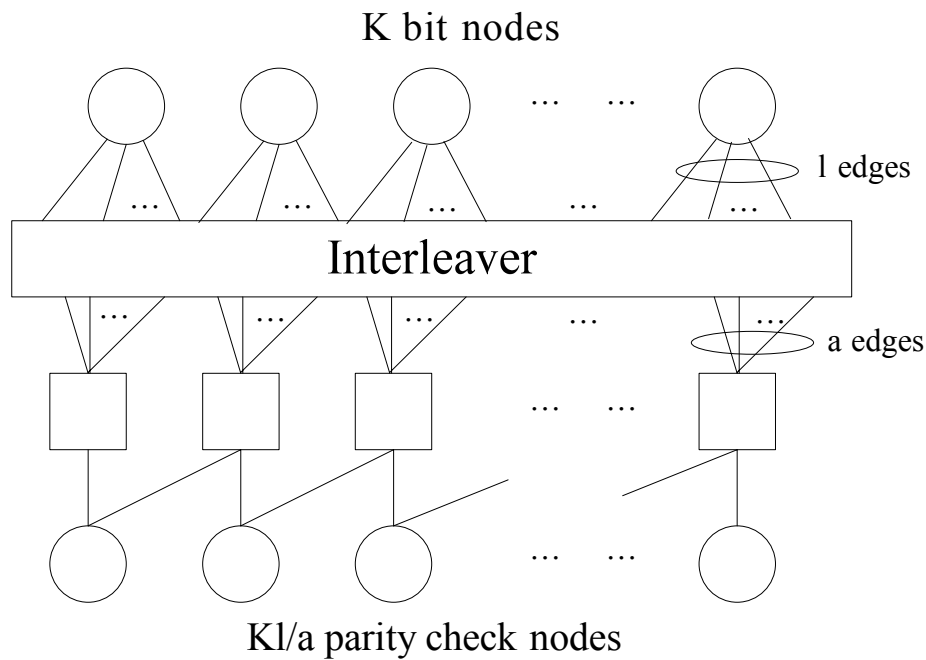 K bit nodes
... ...
l edges
... ... ... ... ...
Interleaver
... ... ... ... ...
a edges
... ...
... ...
Kl/a parity check nodes